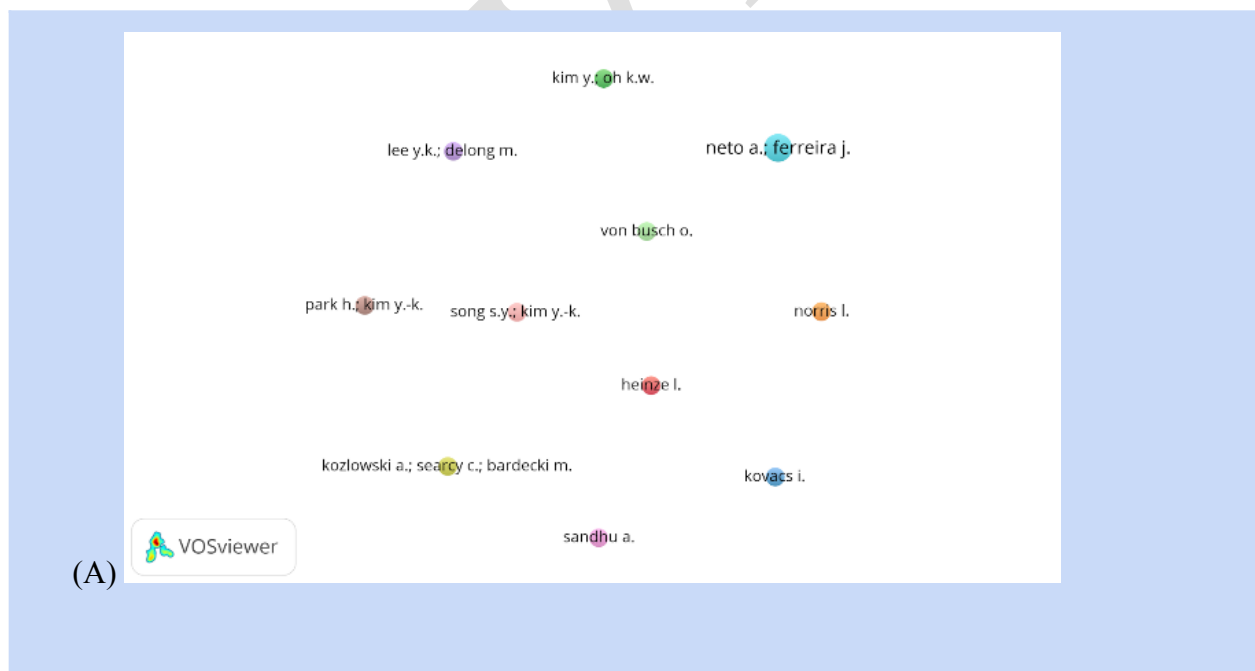 kim y.; oh k.w.
lee y.k.; delong m.
neto a.; ferreira j.
von busch o.
park h.; kim y.-k.
song s.y.; kim y.-k.
norris l.
heinze l.
kozlowski a.; searcy c.; bardecki m.
kovacs i.
sandhu a.
VOSviewer
(A)